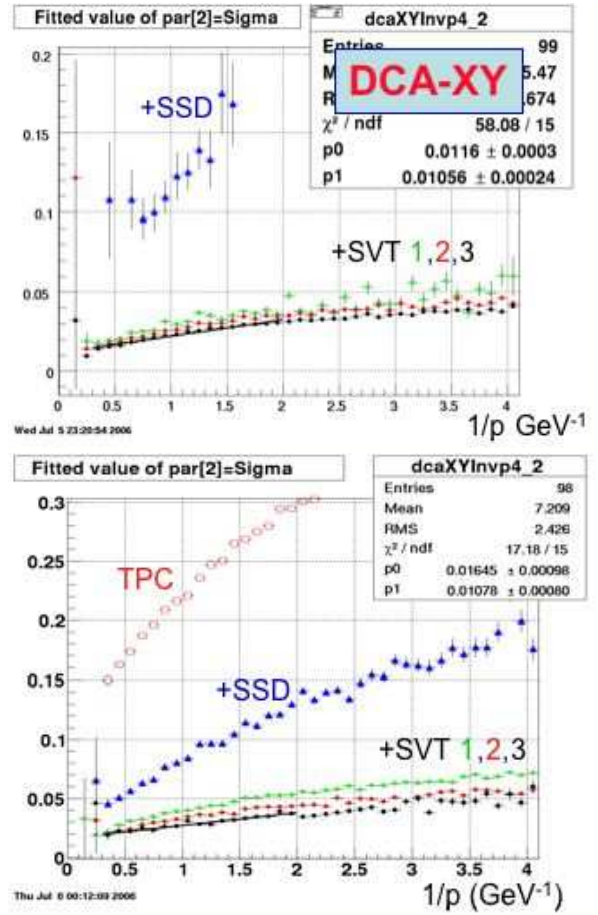 Fitted value of par[2]=Sigma
dcaXYInvp4_2
Entries 99
5.47
.674
DCA-XY
χ² / ndf 58.08 / 15
p0 0.0116 ± 0.0003
p1 0.01056 ± 0.00024
0.2
+SSD
0.15
0.1
+SVT 1,2,3
0.05
0
0 0.5 1 1.5 2 2.5 3 3.5 4
1/p GeV-1
Wed Jul 5 23:20:54 2006
Fitted value of par[2]=Sigma
dcaXYInvp4_2
Entries 98
Mean 7.209
RMS 2.426
χ² / ndf 17.18 / 15
p0 0.01645 ± 0.00098
p1 0.01078 ± 0.00080
0.3
0.25
TPC
0.2
+SSD
0.15
+SVT 1,2,3
0.1
0.05
0
0 0.5 1 1.5 2 2.5 3 3.5 4
1/p (GeV-1)
Thu Jul 6 00:12:09 2006